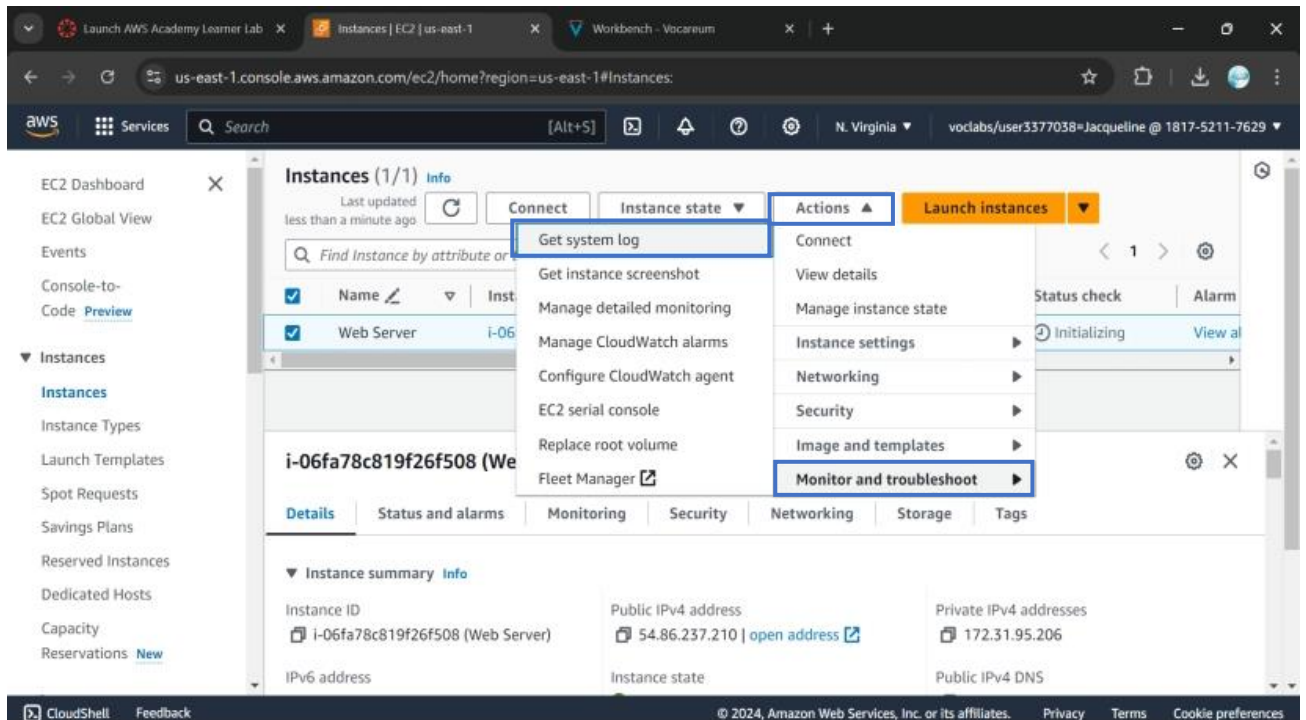 Launch AWS Academy Learner Lab
Instances | EC2 | us-east-1
Workbench - Vocareum
us-east-1.console.aws.amazon.com/ec2/home?region=us-east-1#Instances:
aws
Services
Search
[Alt+S]
N. Virginia
voclabs/user3377038=Jacqueline @ 1817-5211-7629
EC2 Dashboard
EC2 Global View
Events
Console-to-
Code Preview
Instances
Instances
Instance Types
Launch Templates
Spot Requests
Savings Plans
Reserved Instances
Dedicated Hosts
Capacity
Reservations New
Instances (1/1) Info
Last updated
less than a minute ago
Connect
Instance state
Actions
Launch instances
Find Instance by attribute or
1
Name
Inst
Status check
Alarm
Web Server
i-06
Initializing
View al
Get system log
Get instance screenshot
Manage detailed monitoring
Manage CloudWatch alarms
Configure CloudWatch agent
EC2 serial console
Replace root volume
Fleet Manager
Connect
View details
Manage instance state
Instance settings
Networking
Security
Image and templates
Monitor and troubleshoot
i-06fa78c819f26f508 (We
Details
Status and alarms
Monitoring
Security
Networking
Storage
Tags
Instance summary Info
Instance ID
i-06fa78c819f26f508 (Web Server)
Public IPv4 address
54.86.237.210 | open address
Private IPv4 addresses
172.31.95.206
IPv6 address
Instance state
Public IPv4 DNS
CloudShell
Feedback
© 2024, Amazon Web Services, Inc. or its affiliates.
Privacy
Terms
Cookie preferences